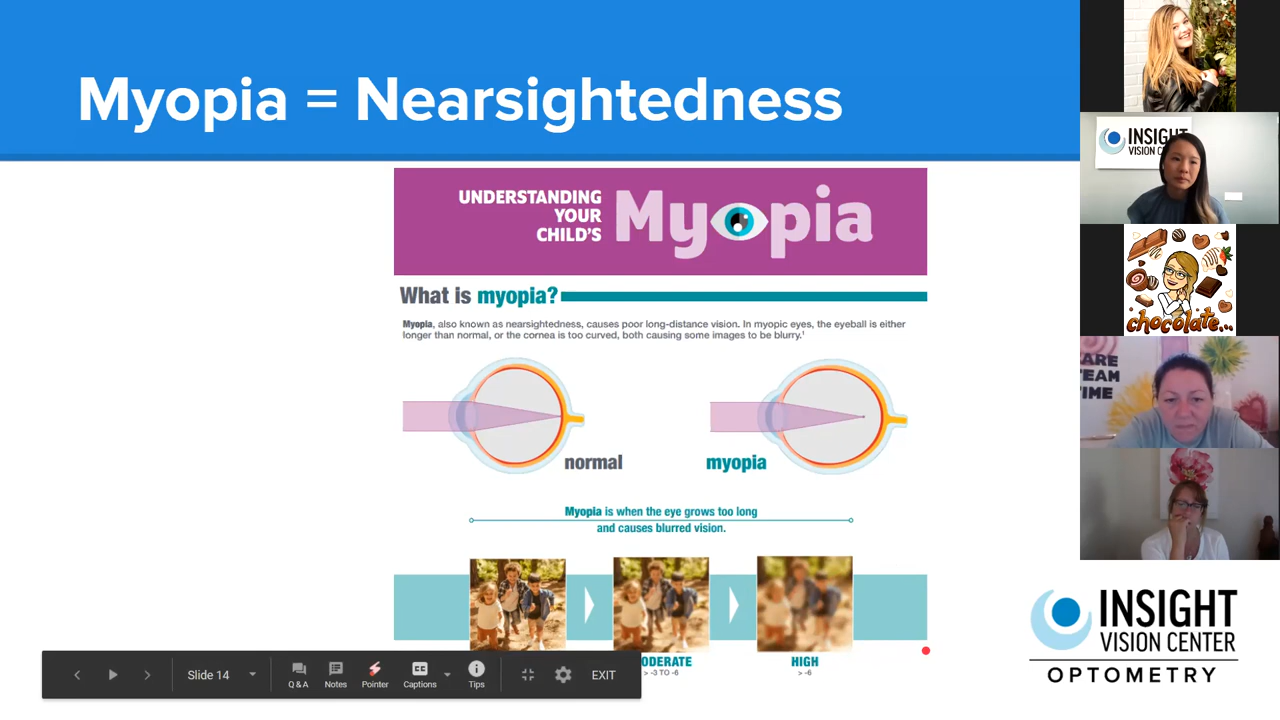 Myopia = Nearsightedness
UNDERSTANDING
YOUR
CHILD'S
Myopia
What is myopia?
Myopia, also known as nearsightedness, causes poor long-distance vision. In myopic eyes, the eyeball is either
longer than normal, or the cornea is too curved, both causing some images to be blurry.¹
normal
myopia
Myopia is when the eye grows too long
and causes blurred vision.
ODERATE
> -3 TO -6
HIGH
> -6
Slide 14
Q & A
Notes
Pointer
Captions
Tips
EXIT
INSIGHT
VISION CENTER
OPTOMETRY
INSIGHT
VISION
chocolate...
CARE
TEAM
TIME